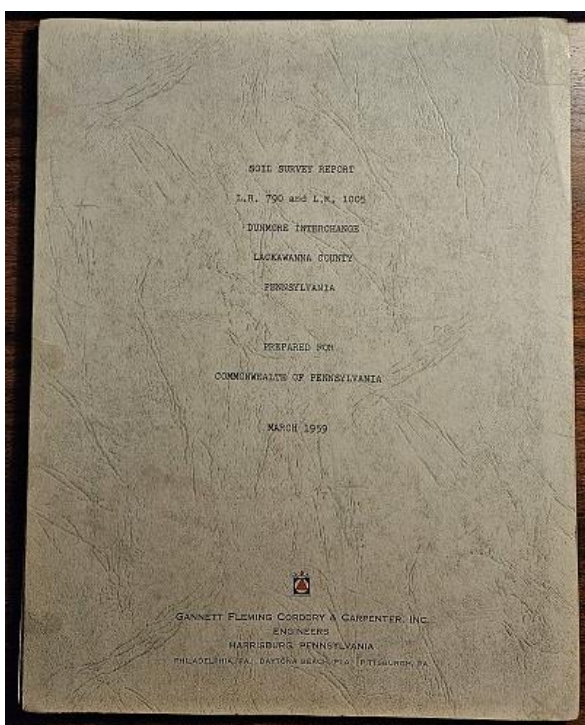 SOIL SURVEY REPORT
L.R. 790 and L.R. 1005
DUNMORE INTERCHANGE
LACKAWANNA COUNTY
PENNSYLVANIA
PREPARED FOR
COMMONWEALTH OF PENNSYLVANIA
MARCH 1959
GANNETT FLEMING CORDDRY & CARPENTER, INC.
ENGINEERS
HARRISBURG, PENNSYLVANIA
PHILADELPHIA, PA. DAYTONA BEACH, FLA. PITTSBURGH, PA.